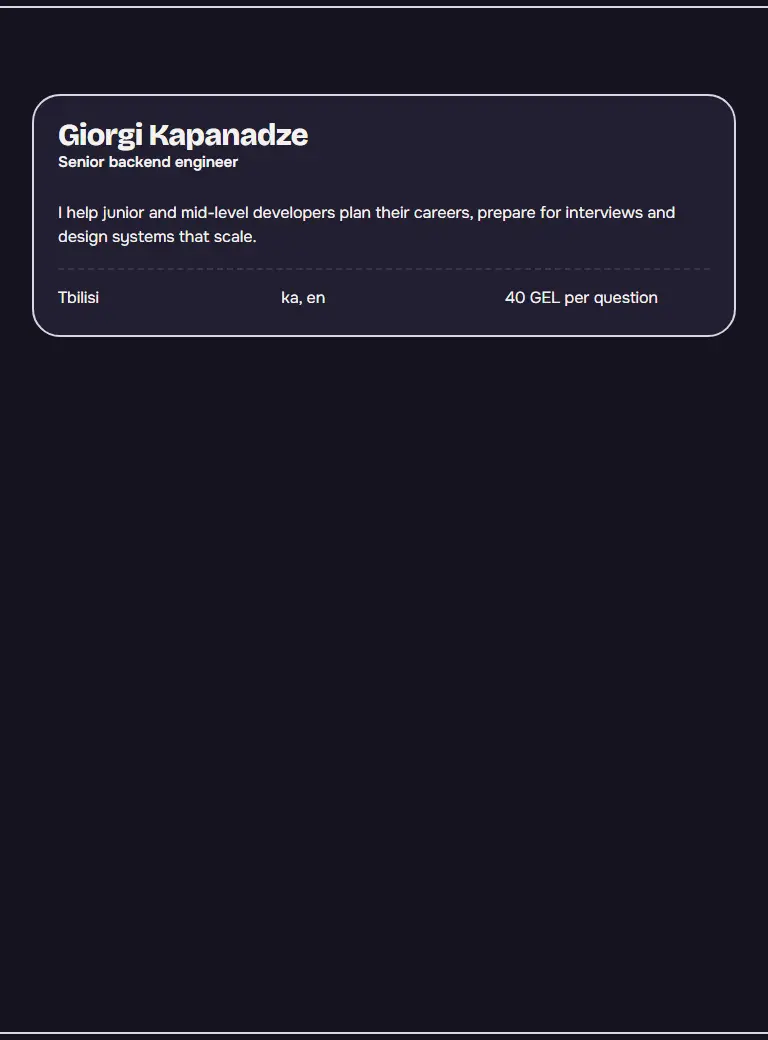 Giorgi Kapanadze
Senior backend engineer
I help junior and mid-level developers plan their careers, prepare for interviews and
design systems that scale.
Tbilisi
ka, en
40 GEL per question